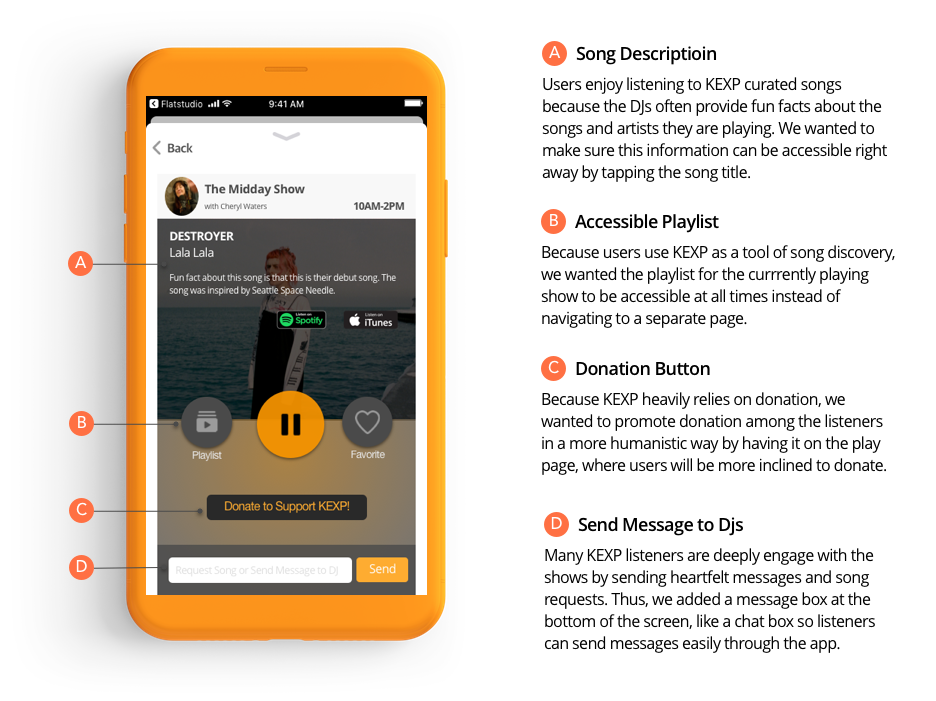 Flatstudio
9:41 AM
Back
The Midday Show
with Cheryl Waters
10AM-2PM
DESTROYER
Lala Lala
Fun fact about this song is that this is their debut song. The
song was inspired by Seattle Space Needle.
Listen on
Spotify
Listen on
iTunes
Playlist
Favorite
Donate to Support KEXP!
Request Song or Send Message to DJ
Send
A
B
C
D
A Song Descriptioin
Users enjoy listening to KEXP curated songs
because the DJs often provide fun facts about the
songs and artists they are playing. We wanted to
make sure this information can be accessible right
away by tapping the song title.
B Accessible Playlist
Because users use KEXP as a tool of song discovery,
we wanted the playlist for the currrently playing
show to be accessible at all times instead of
navigating to a separate page.
C Donation Button
Because KEXP heavily relies on donation, we
wanted to promote donation among the listeners
in a more humanistic way by having it on the play
page, where users will be more inclined to donate.
D Send Message to Djs
Many KEXP listeners are deeply engage with the
shows by sending heartfelt messages and song
requests. Thus, we added a message box at the
bottom of the screen, like a chat box so listeners
can send messages easily through the app.